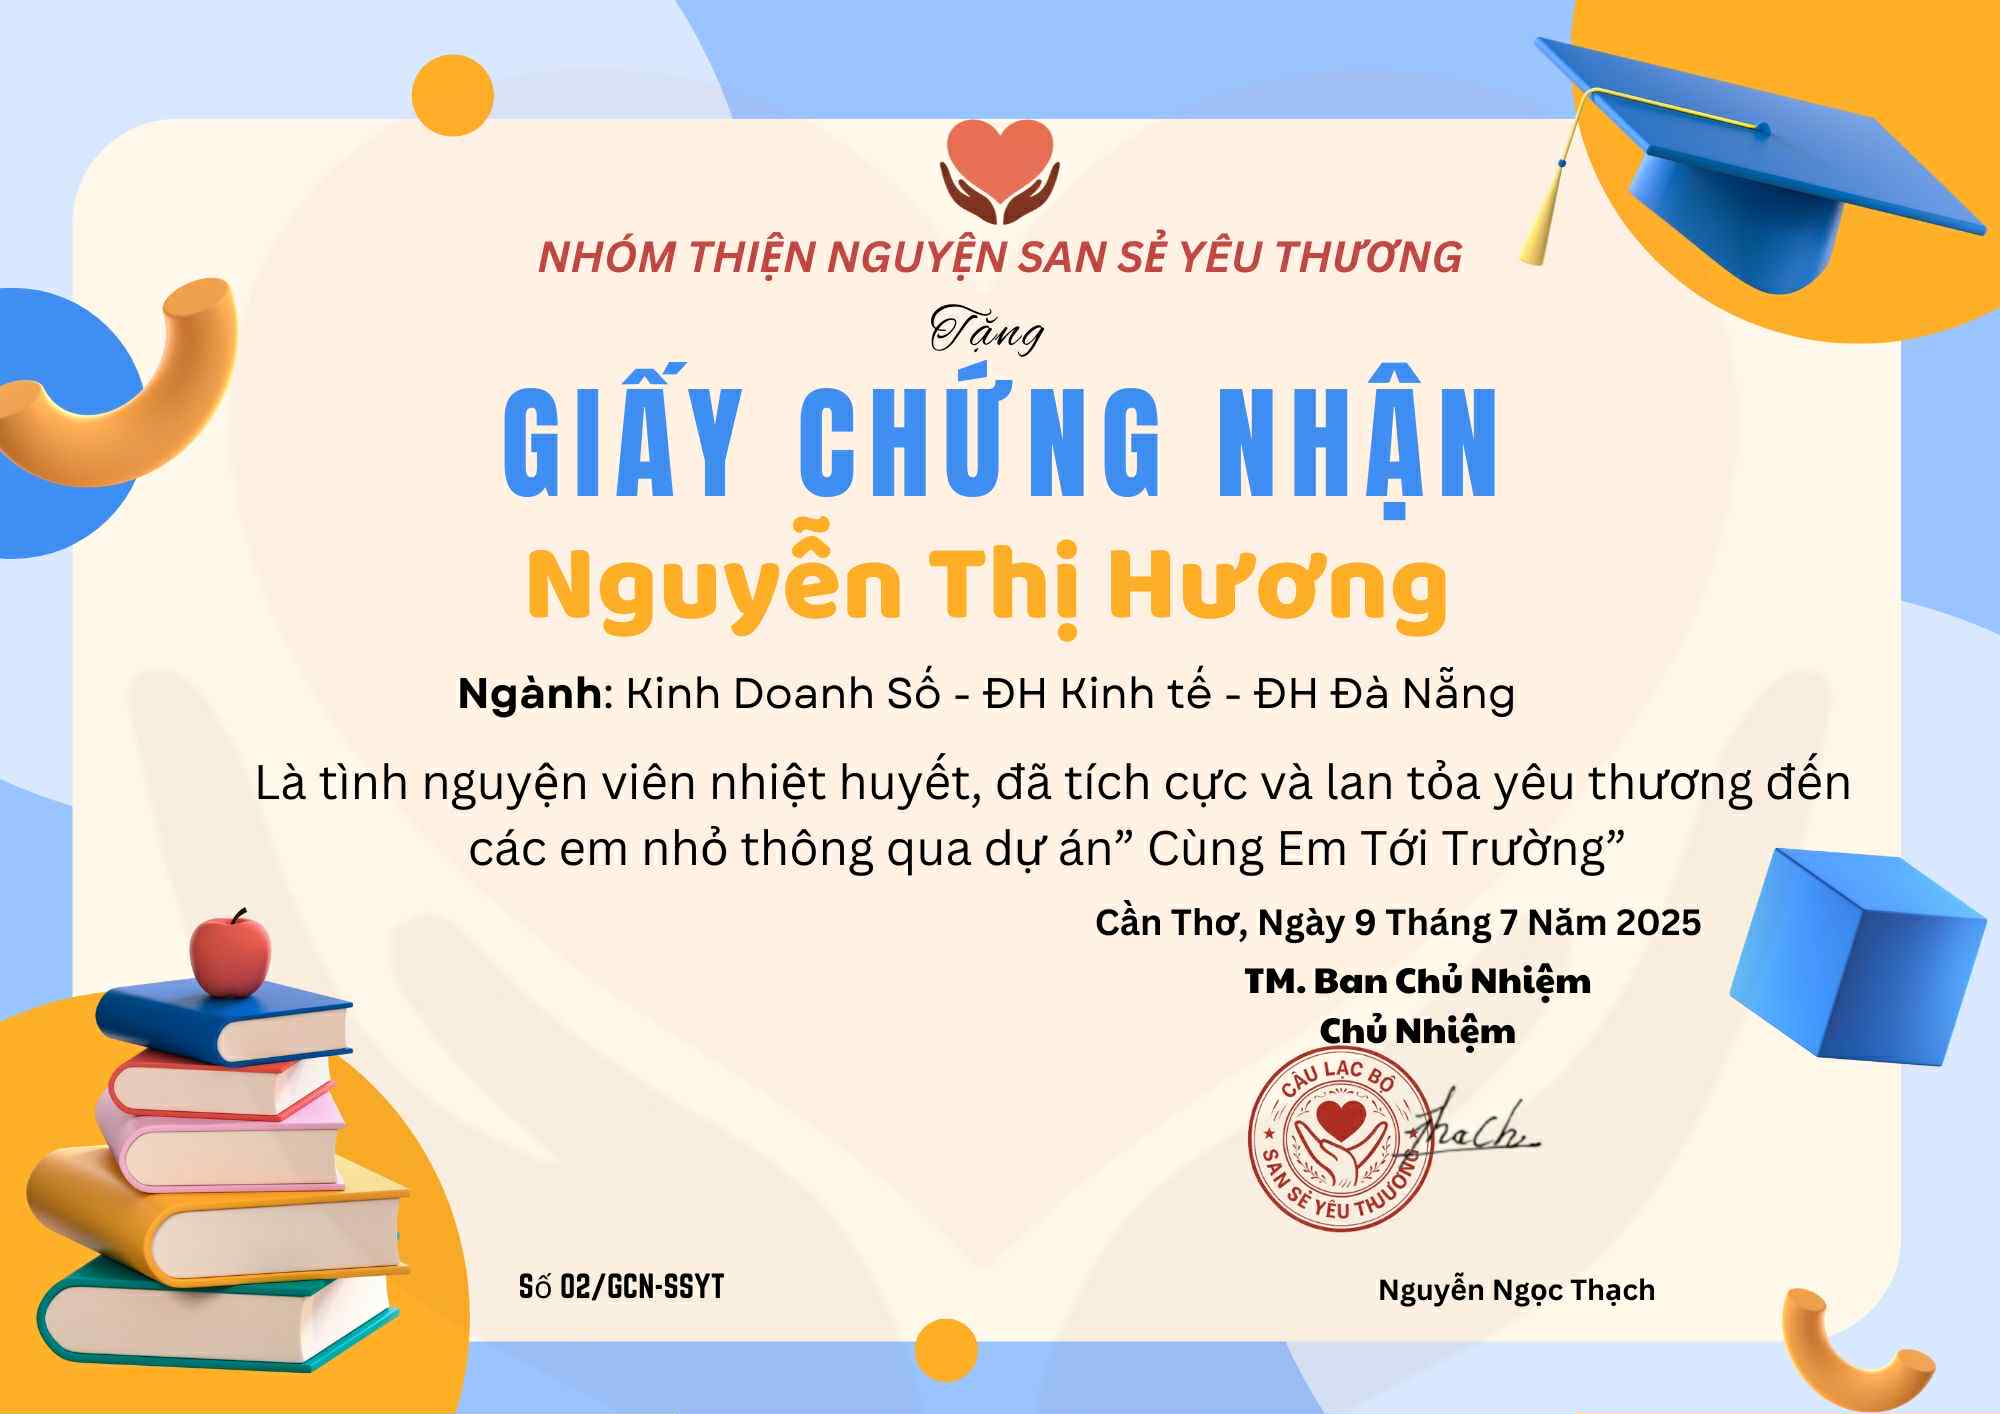 NHÓM THIỆN NGUYỆN SAN SẺ YÊU THƯƠNG
Tặng
GIẤY CHỨNG NHẬN
Nguyễn Thị Hương
Ngành: Kinh Doanh Số - ĐH Kinh tế - ĐH Đà Nẵng
Là tình nguyện viên nhiệt huyết, đã tích cực và lan tỏa yêu thương đến
các em nhỏ thông qua dự án” Cùng Em Tới Trường”
Cần Thơ, Ngày 9 Tháng 7 Năm 2025
TM. Ban Chủ Nhiệm
Chủ Nhiệm
CÂU LẠC BỘ
SAN SẺ YÊU THƯƠNG
Thach
Số 02/GCN-SSYT
Nguyễn Ngọc Thạch